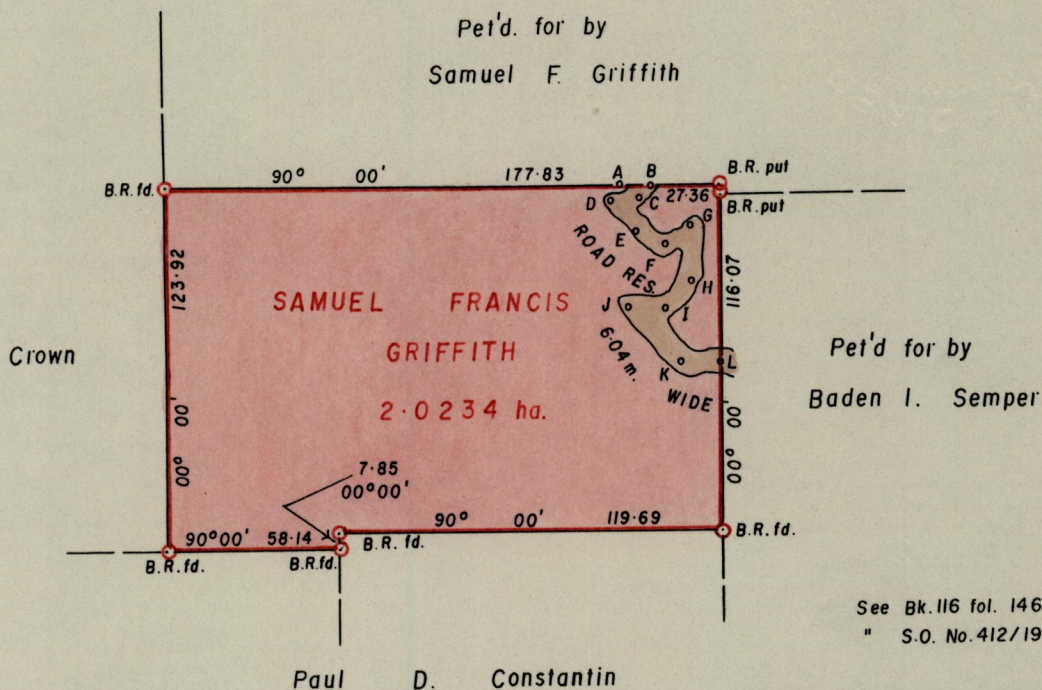 Pet'd. for by
Samuel F. Griffith
B.R. fd.
90° 00' 177·83
A
B
B.R. put
27·36
B.R. put
C
D
E
F
G
H
I
J
K
L
ROAD RES.
6·04m. WIDE
123·92
00° 00'
116·07
00° 00'
SAMUEL FRANCIS
GRIFFITH
2·0234 ha.
Crown
Pet'd for by
Baden I. Semper
7·85
00°00'
90° 00' 119·69
B.R. fd.
B.R. fd.
90°00' 58·14
B.R. fd.
B.R. fd.
See Bk. 116 fol. 146
" S.O. No. 412/19
Paul D. Constantin